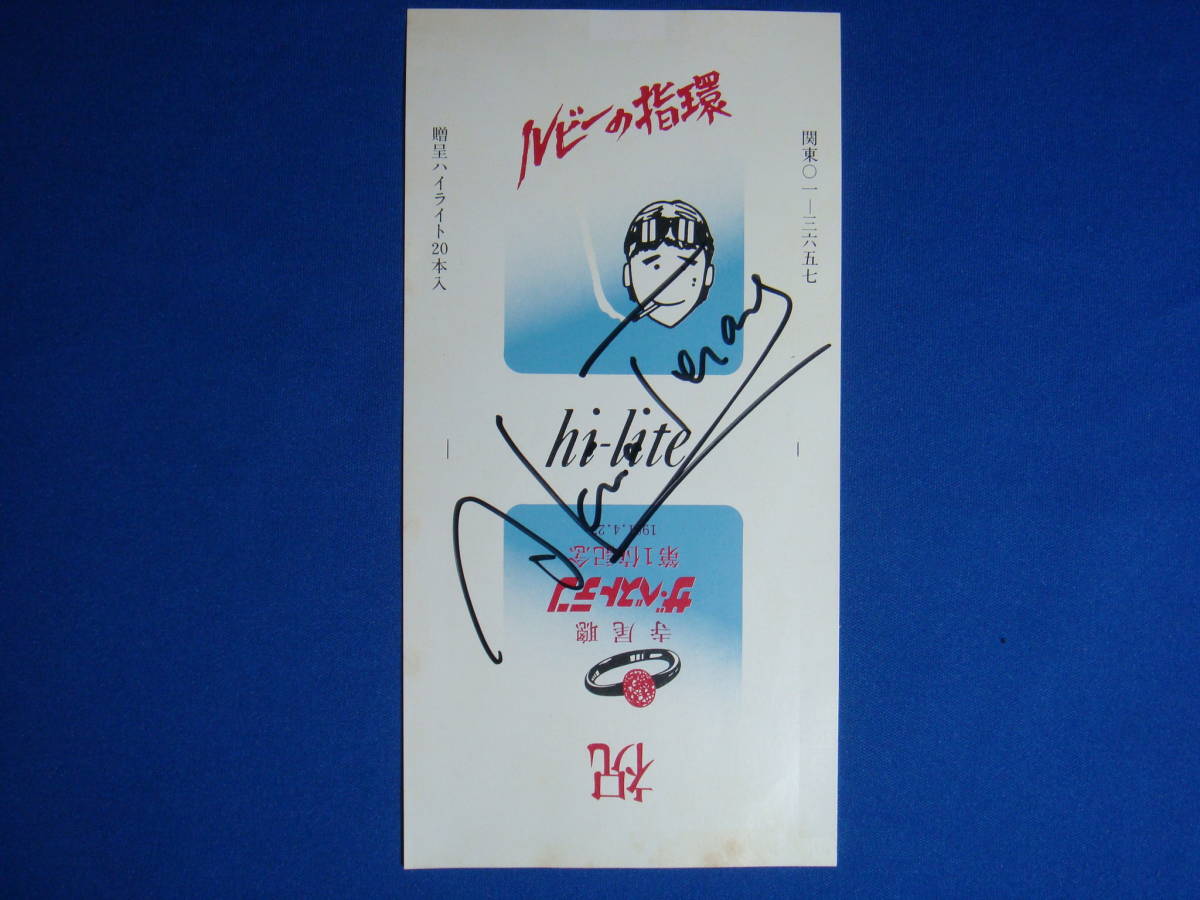 ルビーの指環
関東〇一―三六五七
贈呈ハイライト20本入
hi-lite
祝
寺尾聰
ザ・ベストテン
第1位記念
Terao